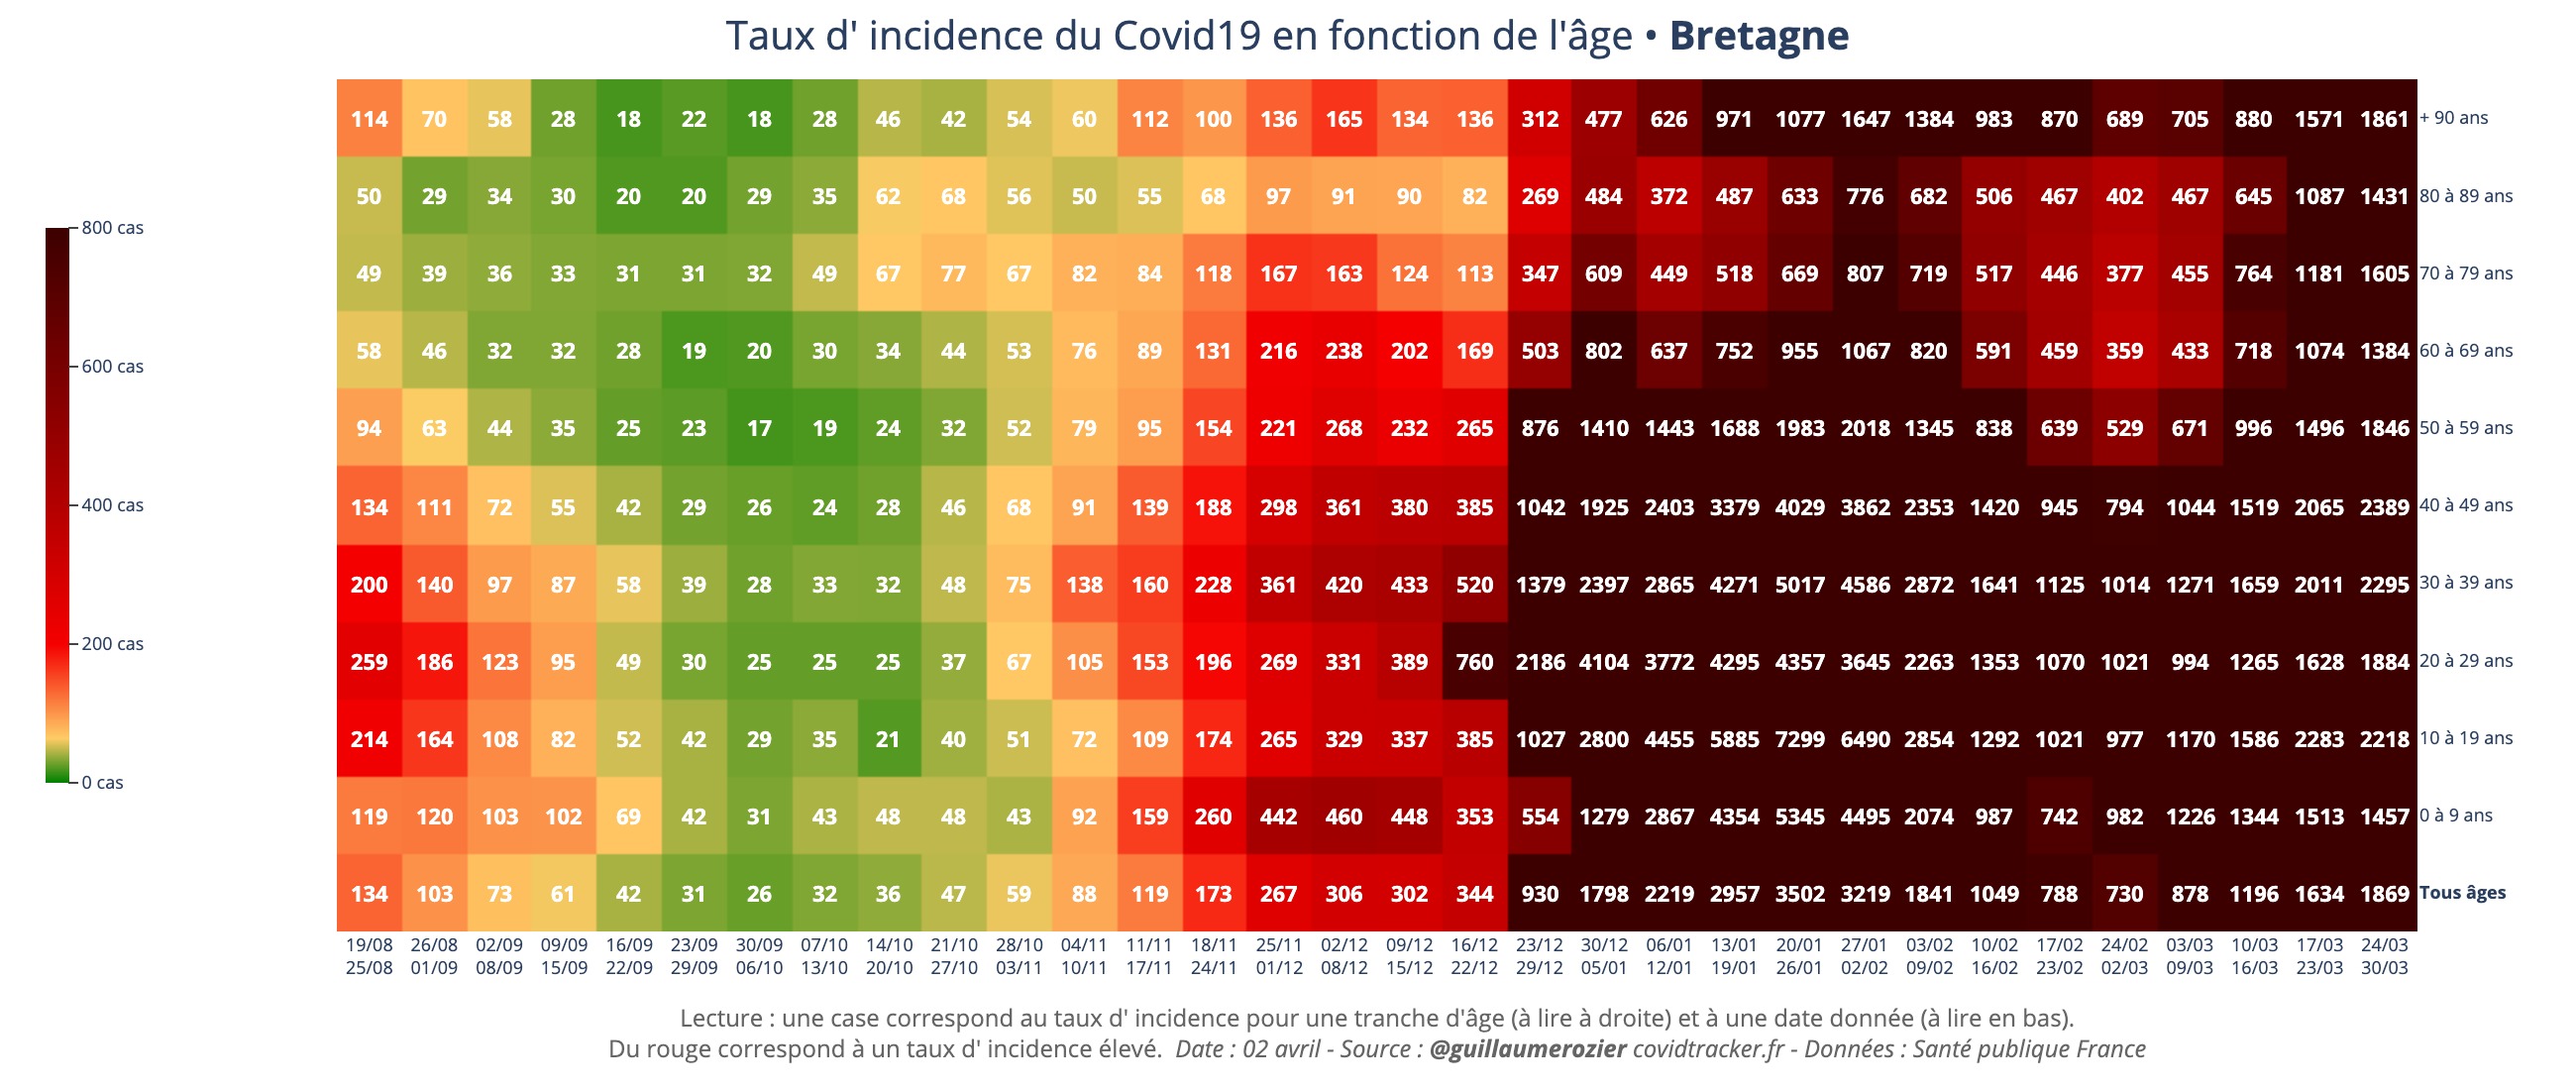 Taux d' incidence du Covid19 en fonction de l'âge • Bretagne
800 cas
600 cas
400 cas
200 cas
0 cas
114 70 58 28 18 22 18 28 46 42 54 60 112 100 136 165 134 136 312 477 626 971 1077 1647 1384 983 870 689 705 880 1571 1861 + 90 ans
50 29 34 30 20 20 29 35 62 68 56 50 55 68 97 91 90 82 269 484 372 487 633 776 682 506 467 402 467 645 1087 1431 80 à 89 ans
49 39 36 33 31 31 32 49 67 77 67 82 84 118 167 163 124 113 347 609 449 518 669 807 719 517 446 377 455 764 1181 1605 70 à 79 ans
58 46 32 32 28 19 20 30 34 44 53 76 89 131 216 238 202 169 503 802 637 752 955 1067 820 591 459 359 433 718 1074 1384 60 à 69 ans
94 63 44 35 25 23 17 19 24 32 52 79 95 154 221 268 232 265 876 1410 1443 1688 1983 2018 1345 838 639 529 671 996 1496 1846 50 à 59 ans
134 111 72 55 42 29 26 24 28 46 68 91 139 188 298 361 380 385 1042 1925 2403 3379 4029 3862 2353 1420 945 794 1044 1519 2065 2389 40 à 49 ans
200 140 97 87 58 39 28 33 32 48 75 138 160 228 361 420 433 520 1379 2397 2865 4271 5017 4586 2872 1641 1125 1014 1271 1659 2011 2295 30 à 39 ans
259 186 123 95 49 30 25 25 25 37 67 105 153 196 269 331 389 760 2186 4104 3772 4295 4357 3645 2263 1353 1070 1021 994 1265 1628 1884 20 à 29 ans
214 164 108 82 52 42 29 35 21 40 51 72 109 174 265 329 337 385 1027 2800 4455 5885 7299 6490 2854 1292 1021 977 1170 1586 2283 2218 10 à 19 ans
119 120 103 102 69 42 31 43 48 48 43 92 159 260 442 460 448 353 554 1279 2867 4354 5345 4495 2074 987 742 982 1226 1344 1513 1457 0 à 9 ans
134 103 73 61 42 31 26 32 36 47 59 88 119 173 267 306 302 344 930 1798 2219 2957 3502 3219 1841 1049 788 730 878 1196 1634 1869 Tous âges
19/08 26/08 02/09 09/09 16/09 23/09 30/09 07/10 14/10 21/10 28/10 04/11 11/11 18/11 25/11 02/12 09/12 16/12 23/12 30/12 06/01 13/01 20/01 27/01 03/02 10/02 17/02 24/02 03/03 10/03 17/03 24/03
25/08 01/09 08/09 15/09 22/09 29/09 06/10 13/10 20/10 27/10 03/11 10/11 17/11 24/11 01/12 08/12 15/12 22/12 29/12 05/01 12/01 19/01 26/01 02/02 09/02 16/02 23/02 02/03 09/03 16/03 23/03 30/03
Lecture : une case correspond au taux d' incidence pour une tranche d'âge (à lire à droite) et à une date donnée (à lire en bas).
Du rouge correspond à un taux d' incidence élevé. Date : 02 avril - Source : @guillaumerozier covidtracker.fr - Données : Santé publique France